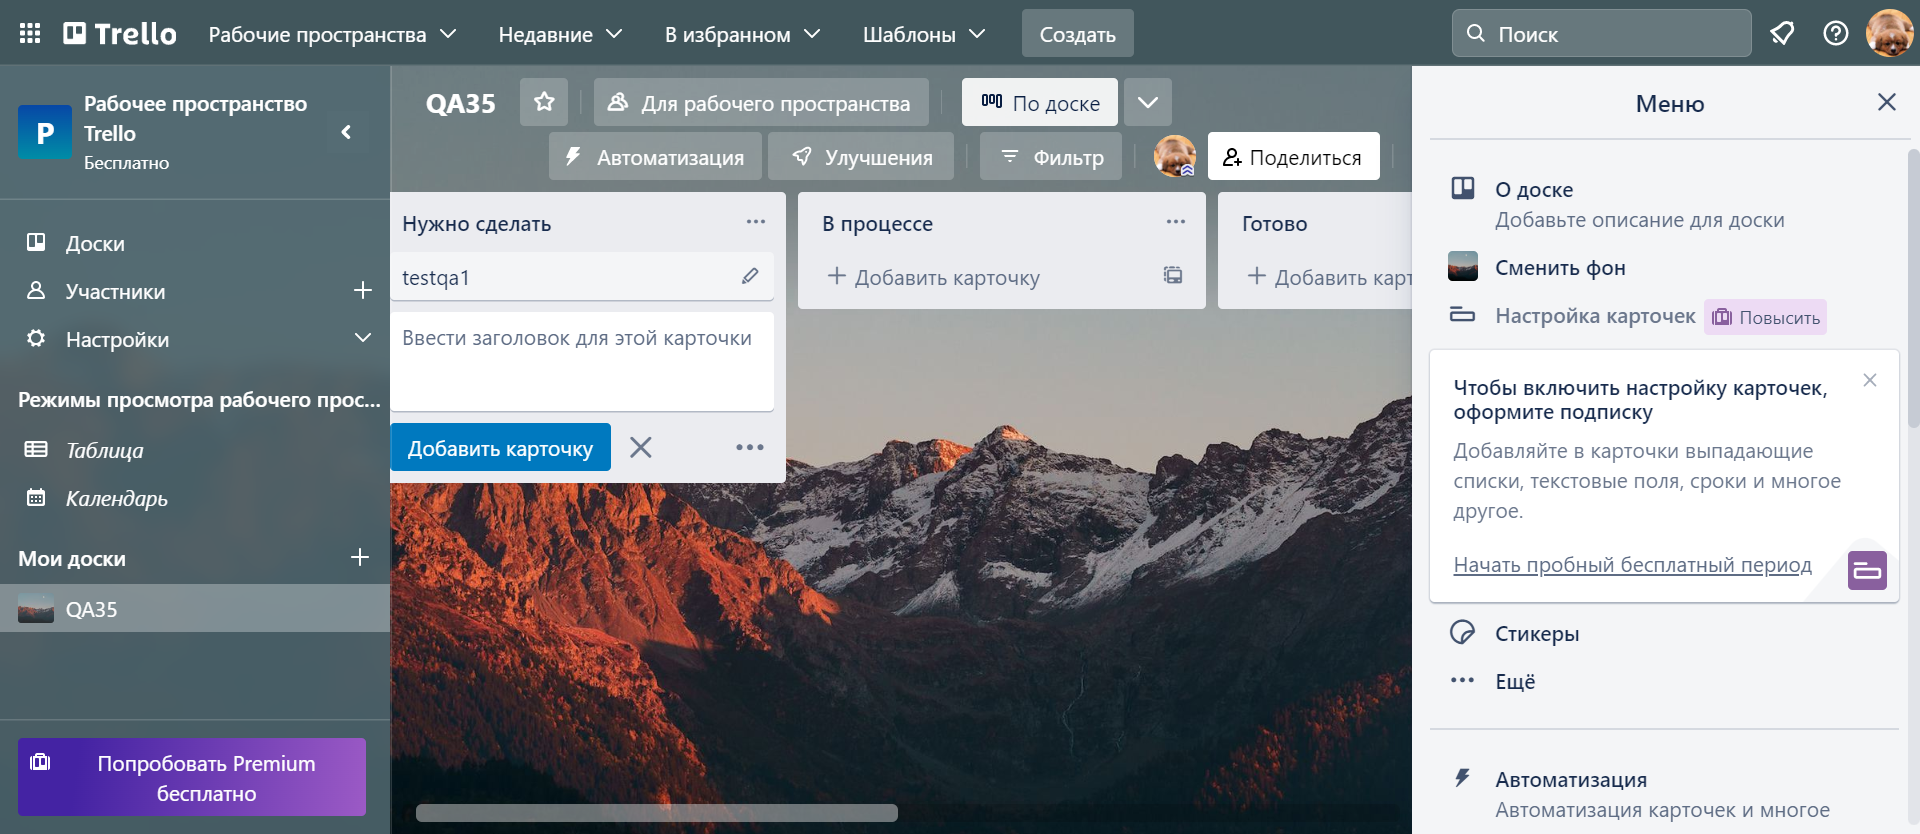 Trello
Рабочие пространства
Недавние
В избранном
Шаблоны
Создать
Поиск
P
Рабочее пространство
Trello
Бесплатно
Доски
Участники
Настройки
Режимы просмотра рабочего прос...
Таблица
Календарь
Мои доски
QA35
Попробовать Premium
бесплатно
QA35
Для рабочего пространства
По доске
Автоматизация
Улучшения
Фильтр
Поделиться
Нужно сделать
testqa1
Ввести заголовок для этой карточки
Добавить карточку
В процессе
Добавить карточку
Готово
Добавить карт
Меню
О доске
Добавьте описание для доски
Сменить фон
Настройка карточек
Повысить
Чтобы включить настройку карточек,
оформите подписку
Добавляйте в карточки выпадающие
списки, текстовые поля, сроки и многое
другое.
Начать пробный бесплатный период
Стикеры
Ещё
Автоматизация
Автоматизация карточек и многое